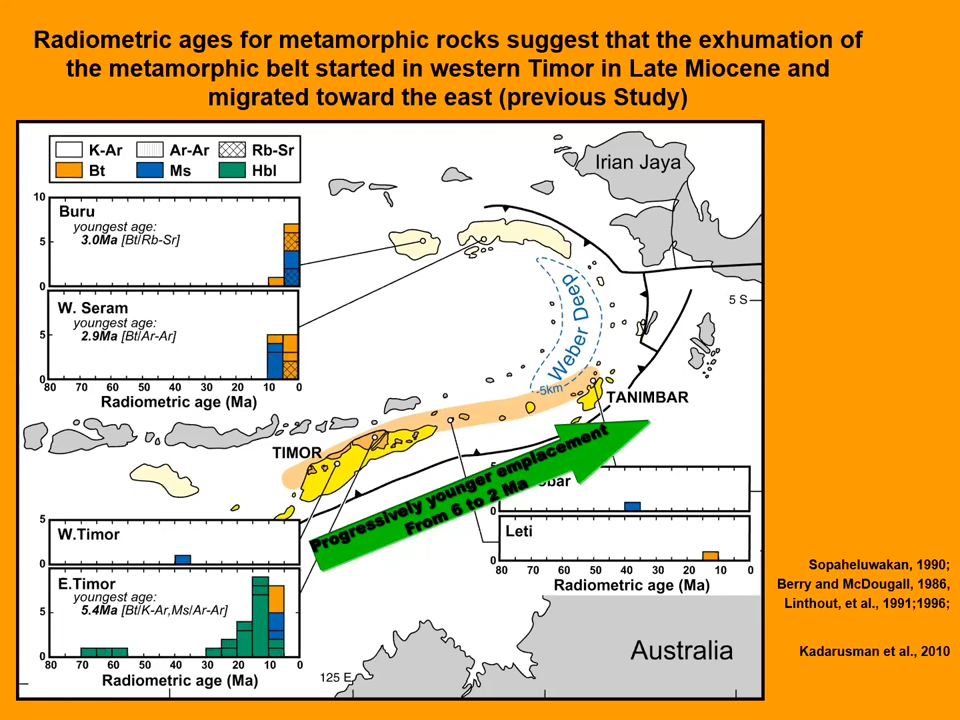 Radiometric ages for metamorphic rocks suggest that the exhumation of
the metamorphic belt started in western Timor in Late Miocene and
migrated toward the east (previous Study)
K-Ar Ar-Ar Rb-Sr
Bt Ms Hbl
Irian Jaya
10
5
0
Buru
youngest age:
3.0Ma [Bt/Rb-Sr]
5
0
W. Seram
youngest age:
2.9Ma [Bt/Ar-Ar]
80 70 60 50 40 30 20 10 0
Radiometric age (Ma)
5 S
Weber Deep
-5km
TANIMBAR
TIMOR
Progressively younger emplacement
From 6 to 2 Ma
5
0
W.Timor
5
0
E.Timor
youngest age:
5.4Ma [Bt/K-Ar,Ms/Ar-Ar]
80 70 60 50 40 30 20 10 0
Radiometric age (Ma)
5
bar
0
5
0
Leti
80 70 60 50 40 30 20 10 0
Radiometric age (Ma)
125 E
Australia
Sopaheluwakan, 1990;
Berry and McDougall, 1986,
Linthout, et al., 1991;1996;
Kadarusman et al., 2010